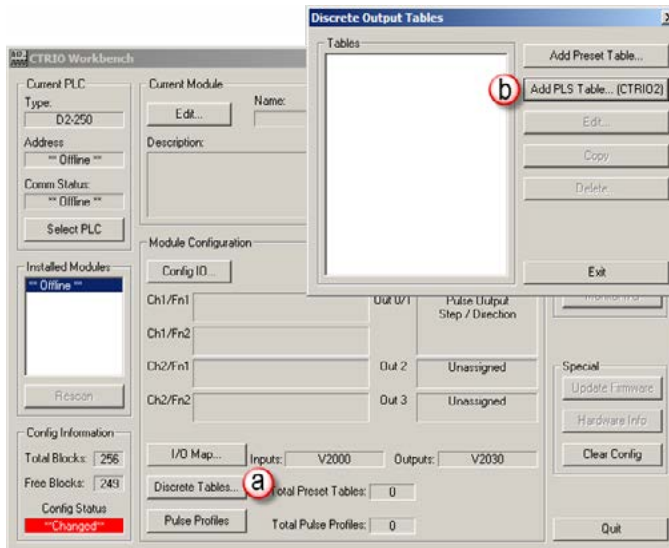 Discrete Output Tables
Tables
Add Preset Table...
b
Add PLS Table... (CTRIO2)
Edit...
Copy
Delete...
Exit
CTRIO Workbench
Current PLC
Type:
D2-250
Address
** Offline **
Comm Status:
** Offline **
Select PLC
Current Module
Edit...
Name:
Description:
Installed Modules
** Offline **
Rescan
Module Configuration
Config IO...
Ch1/Fn1
Out 0/1
Pulse Output
Step / Direction
Ch1/Fn2
Ch2/Fn1
Out 2
Unassigned
Ch2/Fn2
Out 3
Unassigned
Special
Update Firmware
Hardware Info
Clear Config
Config Information
Total Blocks: 256
Free Blocks: 249
Config Status
**Changed**
I/O Map...
Inputs: V2000
Outputs: V2030
Discrete Tables...
a
Total Preset Tables: 0
Pulse Profiles
Total Pulse Profiles: 0
Quit